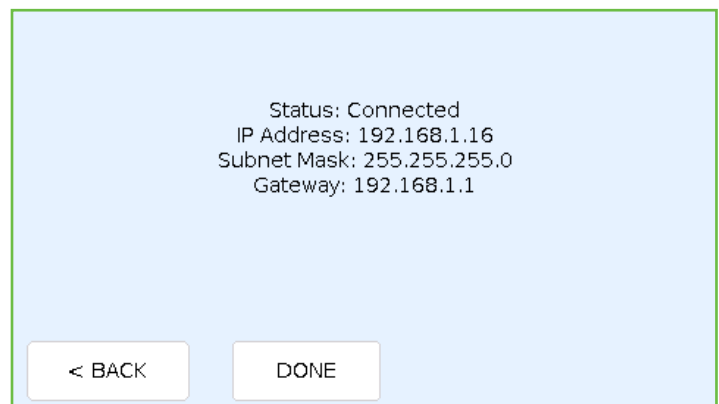 Status: Connected
IP Address: 192.168.1.16
Subnet Mask: 255.255.255.0
Gateway: 192.168.1.1
< BACK
DONE